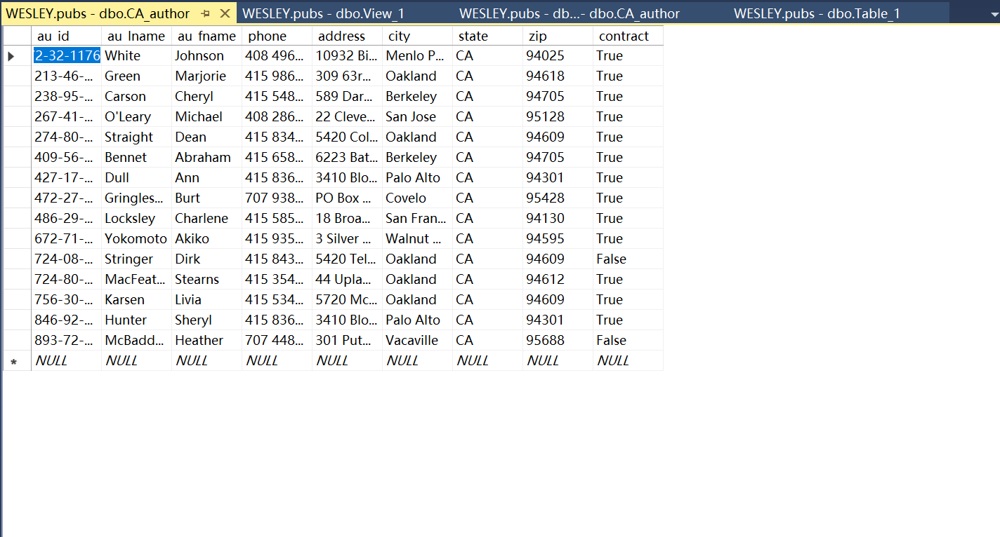 WESLEY.pubs - dbo.CA_author WESLEY.pubs - dbo.View_1 WESLEY.pubs - db...- dbo.CA_author WESLEY.pubs - dbo.Table_1
au_id au_lname au_fname phone address city state zip contract
2-32-1176 White Johnson 408 496... 10932 Bi... Menlo P... CA 94025 True
213-46-... Green Marjorie 415 986... 309 63r... Oakland CA 94618 True
238-95-... Carson Cheryl 415 548... 589 Dar... Berkeley CA 94705 True
267-41-... O'Leary Michael 408 286... 22 Cleve... San Jose CA 95128 True
274-80-... Straight Dean 415 834... 5420 Col... Oakland CA 94609 True
409-56-... Bennet Abraham 415 658... 6223 Bat... Berkeley CA 94705 True
427-17-... Dull Ann 415 836... 3410 Blo... Palo Alto CA 94301 True
472-27-... Gringles... Burt 707 938... PO Box ... Covelo CA 95428 True
486-29-... Locksley Charlene 415 585... 18 Broa... San Fran... CA 94130 True
672-71-... Yokomoto Akiko 415 935... 3 Silver ... Walnut ... CA 94595 True
724-08-... Stringer Dirk 415 843... 5420 Tel... Oakland CA 94609 False
724-80-... MacFeat... Stearns 415 354... 44 Upla... Oakland CA 94612 True
756-30-... Karsen Livia 415 534... 5720 Mc... Oakland CA 94609 True
846-92-... Hunter Sheryl 415 836... 3410 Blo... Palo Alto CA 94301 True
893-72-... McBadd... Heather 707 448... 301 Put... Vacaville CA 95688 False
* NULL NULL NULL NULL NULL NULL NULL NULL NULL